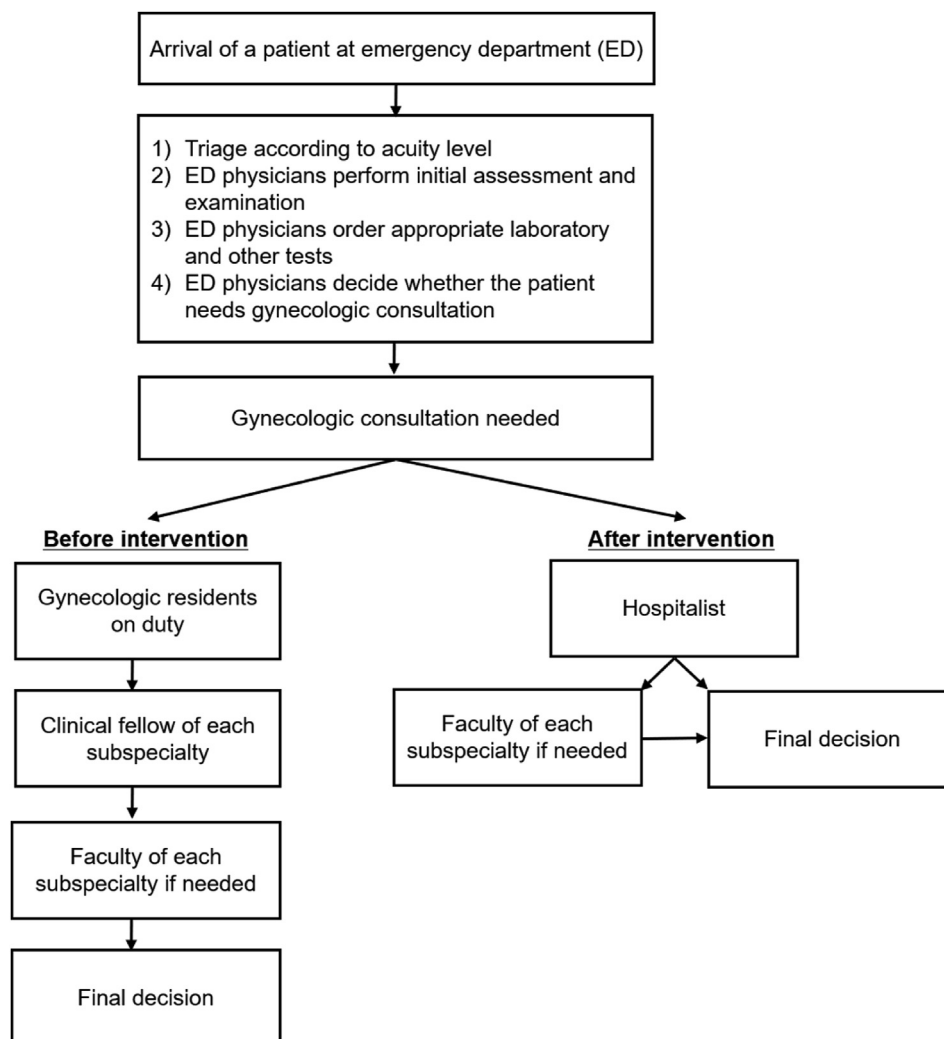 Arrival of a patient at emergency department (ED)
1) Triage according to acuity level
2) ED physicians perform initial assessment and
examination
3) ED physicians order appropriate laboratory
and other tests
4) ED physicians decide whether the patient
needs gynecologic consultation
Gynecologic consultation needed
Before intervention
Gynecologic residents
on duty
Clinical fellow of each
subspecialty
Faculty of each
subspecialty if needed
Final decision
After intervention
Hospitalist
Faculty of each
subspecialty if needed
Final decision